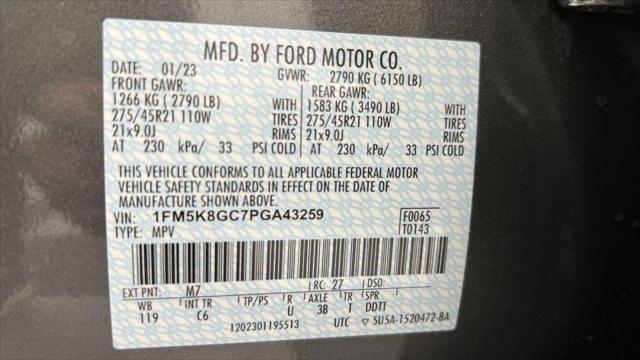 MFD. BY FORD MOTOR CO.
DATE: 01/23 GVWR: 2790 KG ( 6150 LB)
FRONT GAWR: REAR GAWR:
1266 KG ( 2790 LB) WITH 1583 KG ( 3490 LB) WITH
275/45R21 110W TIRES 275/45R21 110W TIRES
21x9.0J RIMS 21x9.0J RIMS
AT 230 kPa/ 33 PSI COLD AT 230 kPa/ 33 PSI COLD
THIS VEHICLE CONFORMS TO ALL APPLICABLE FEDERAL MOTOR
VEHICLE SAFETY STANDARDS IN EFFECT ON THE DATE OF
MANUFACTURE SHOWN ABOVE.
VIN: 1FM5K8GC7PGA43259 F0065
TYPE: MPV T0143
EXT PNT: M7 RC: 27 DSO:
WB INT TR TP/PS R AXLE TR SPR
119 C6 U 3B T DDTT
1202301195513 UTC 5U5A-1520472-BA